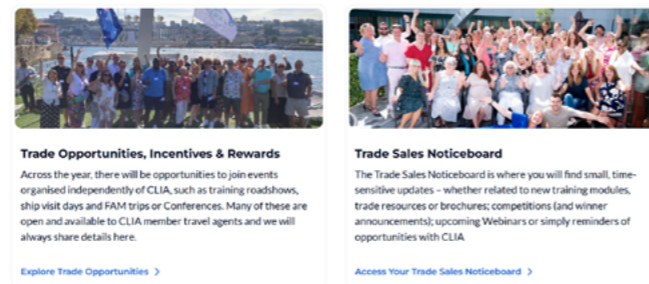 Trade Opportunities, Incentives & Rewards
Across the year, there will be opportunities to join events
organised independently of CLIA, such as training roadshows,
ship visit days and FAM trips or Conferences. Many of these are
open and available to CLIA member travel agents and we will
always share details here.
Explore Trade Opportunities >
Trade Sales Noticeboard
The Trade Sales Noticeboard is where you will find small, time-
sensitive updates – whether related to new training modules,
trade resources or brochures; competitions (and winner
announcements); upcoming Webinars or simply reminders of
opportunities with CLIA
Access Your Trade Sales Noticeboard >